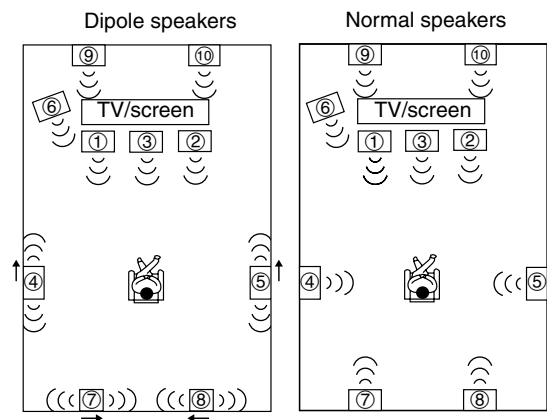 Dipole speakers Normal speakers
⑨ ⑩ ⑨ ⑩
⑥ TV/screen ⑥ TV/screen
① ③ ② ① ③ ②
④ ⑤ ④ ⑤
⑦ ⑧ ⑦ ⑧